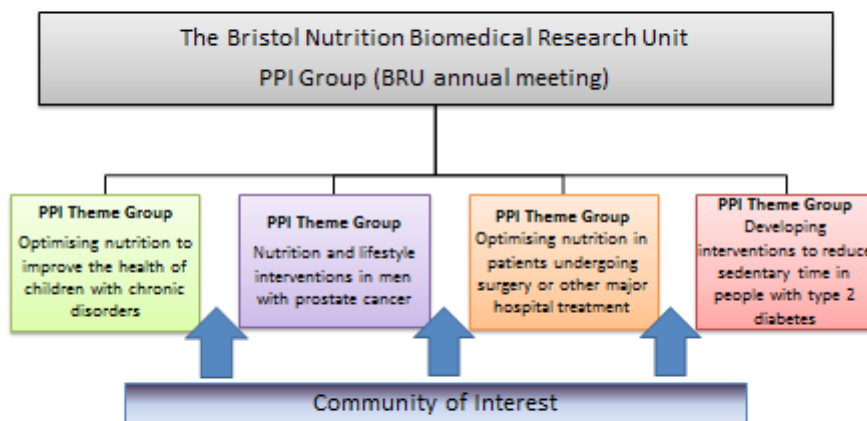 The Bristol Nutrition Biomedical Research Unit
PPI Group (BRU annual meeting)
PPI Theme Group
Optimising nutrition to
improve the health of
children with chronic
disorders
PPI Theme Group
Nutrition and lifestyle
interventions in men
with prostate cancer
PPI Theme Group
Optimising nutrition in
patients undergoing
surgery or other major
hospital treatment
PPI Theme Group
Developing
interventions to reduce
sedentary time in
people with type 2
diabetes
Community of Interest